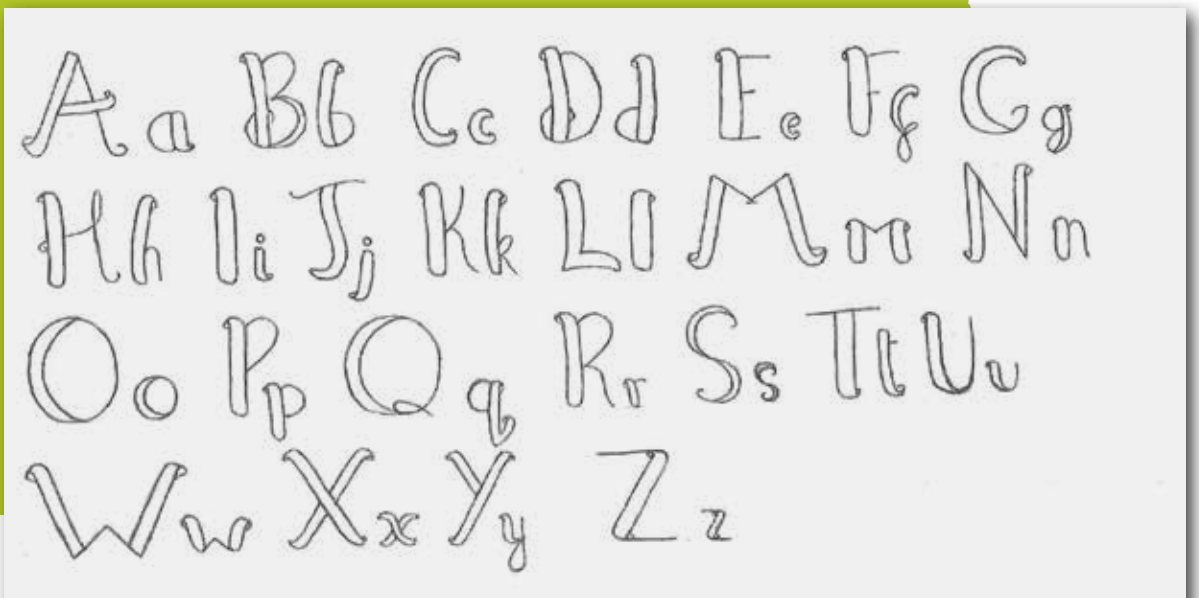 Aa Bb Cc Dd Ee Ff Gg
Hh Ii Jj Kk Ll Mm Nn
Oo Pp Qq Rr Ss Tt Uu
Ww Xx Yy Zz